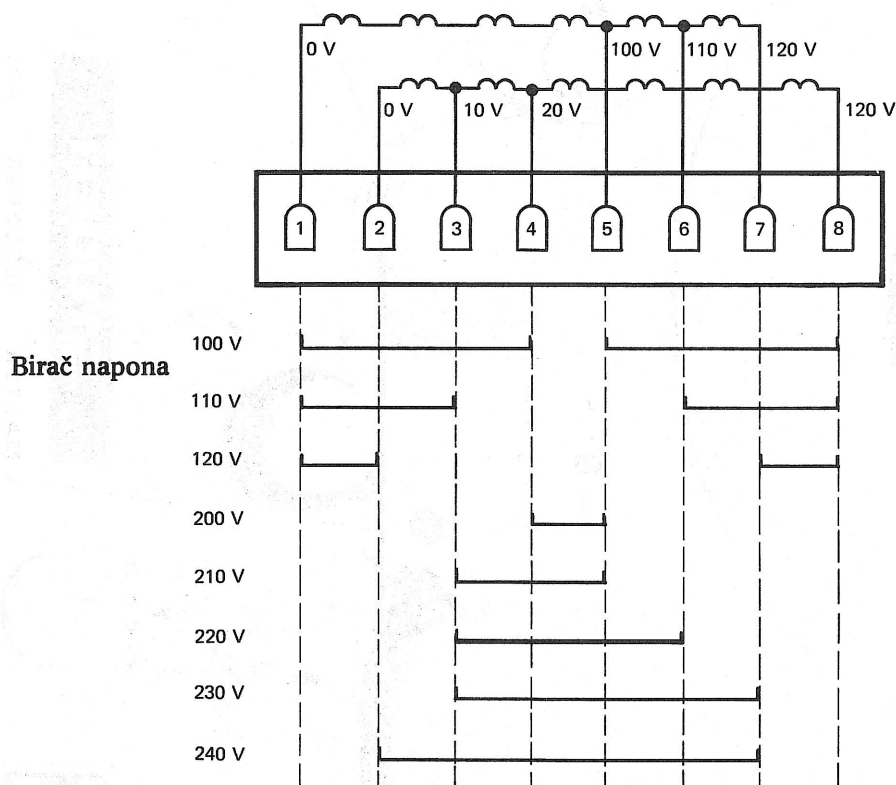 0 V 100 V 110 V 120 V
0 V 10 V 20 V 120 V
1 2 3 4 5 6 7 8
Birač napona
100 V
110 V
120 V
200 V
210 V
220 V
230 V
240 V